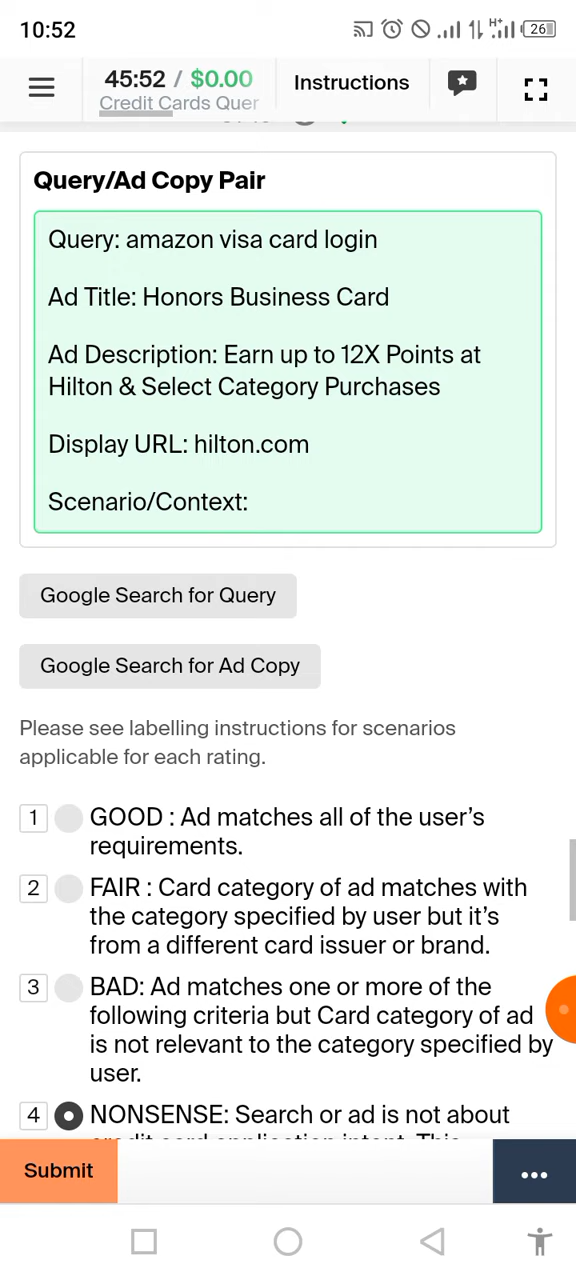 10:52
H+
26
45:52 / $0.00
Credit Cards Quer
Instructions
Query/Ad Copy Pair
Query: amazon visa card login
Ad Title: Honors Business Card
Ad Description: Earn up to 12X Points at
Hilton & Select Category Purchases
Display URL: hilton.com
Scenario/Context:
Google Search for Query
Google Search for Ad Copy
Please see labelling instructions for scenarios
applicable for each rating.
1 GOOD : Ad matches all of the user's
requirements.
2 FAIR : Card category of ad matches with
the category specified by user but it's
from a different card issuer or brand.
3 BAD: Ad matches one or more of the
following criteria but Card category of ad
is not relevant to the category specified by
user.
4 NONSENSE: Search or ad is not about
Submit
...